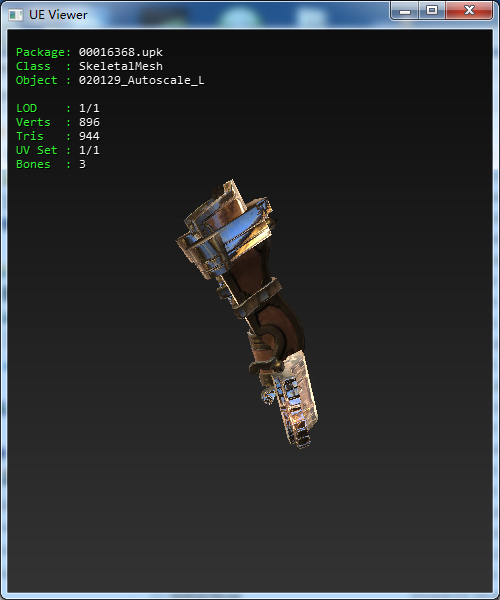 UE Viewer
Package: 00016368.upk
Class : SkeletalMesh
Object : 020129_Autoscale_L
LOD : 1/1
Verts : 896
Tris : 944
UV Set : 1/1
Bones : 3